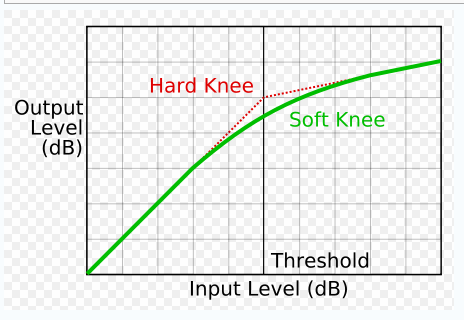 Hard Knee
Output
Level
(dB)
Soft Knee
Threshold
Input Level (dB)